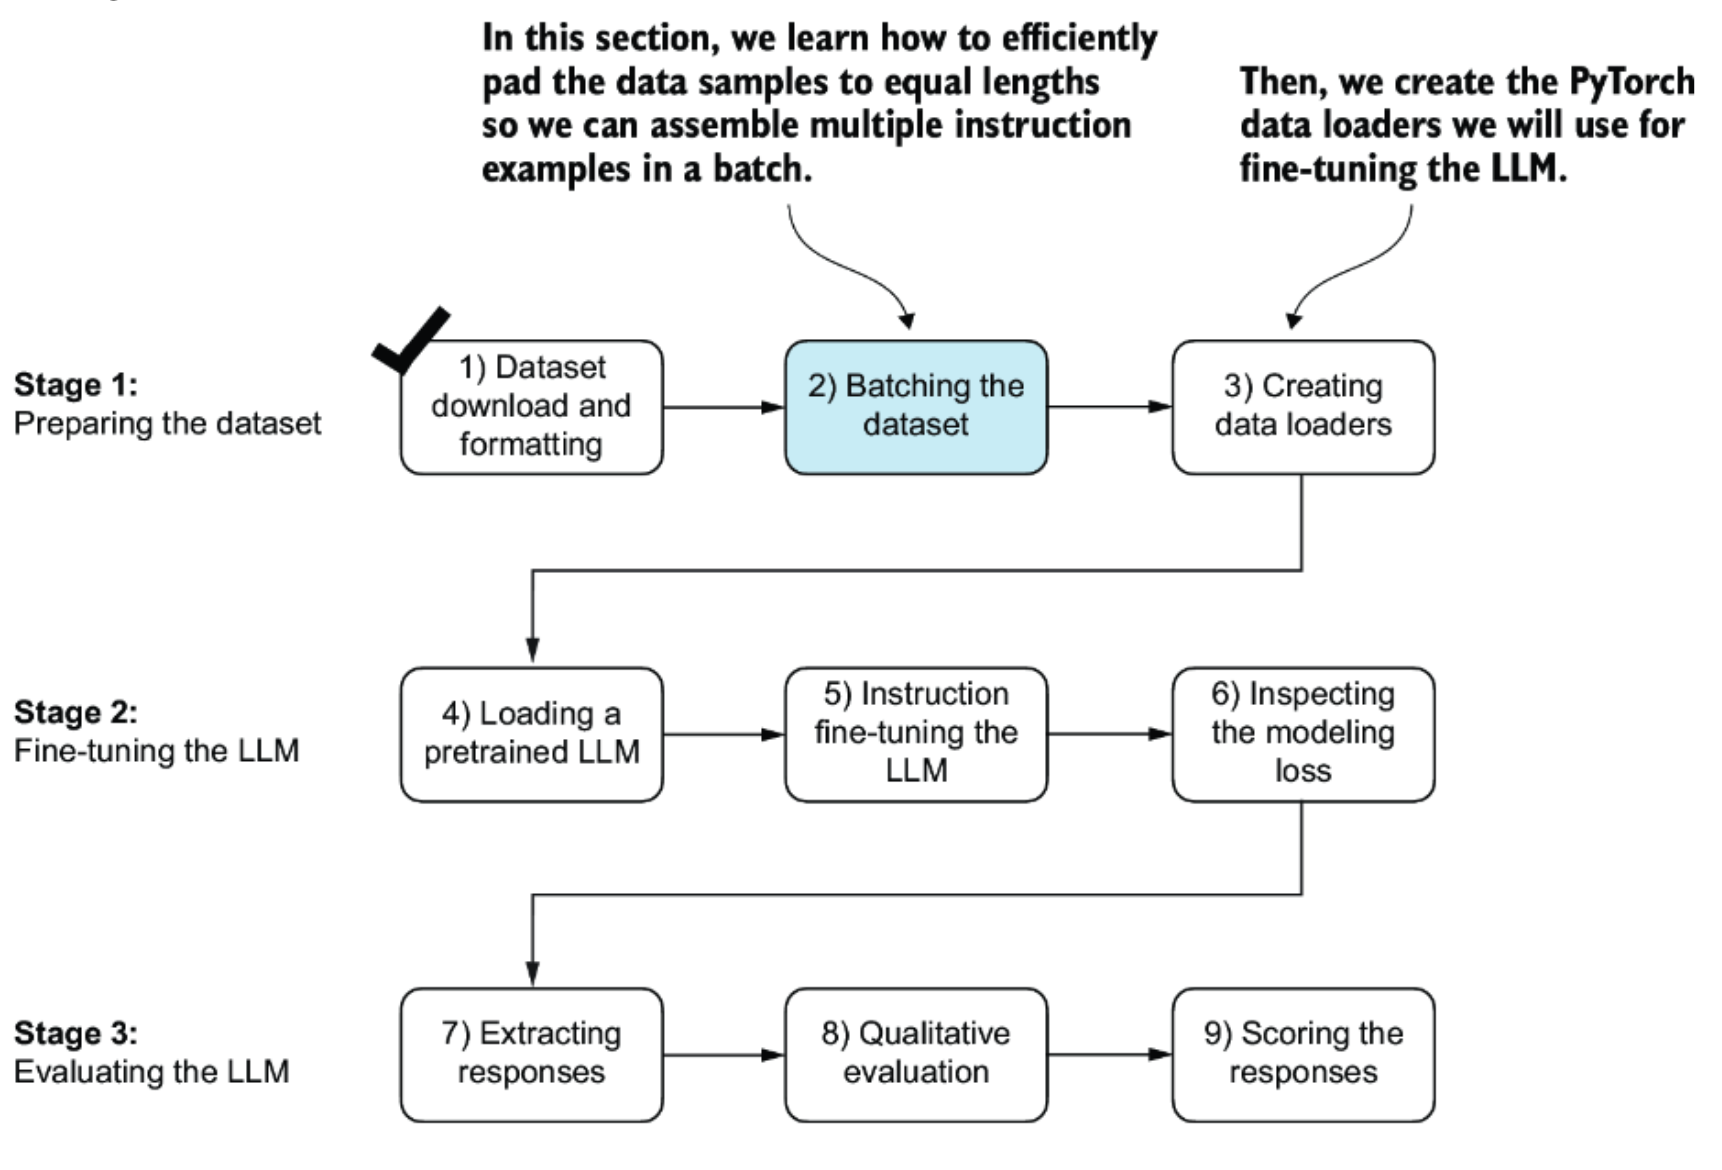 In this section, we learn how to efficiently
pad the data samples to equal lengths
so we can assemble multiple instruction
examples in a batch.
Then, we create the PyTorch
data loaders we will use for
fine-tuning the LLM.
Stage 1:
Preparing the dataset
1) Dataset
download and
formatting
2) Batching the
dataset
3) Creating
data loaders
Stage 2:
Fine-tuning the LLM
4) Loading a
pretrained LLM
5) Instruction
fine-tuning the
LLM
6) Inspecting
the modeling
loss
Stage 3:
Evaluating the LLM
7) Extracting
responses
8) Qualitative
evaluation
9) Scoring the
responses